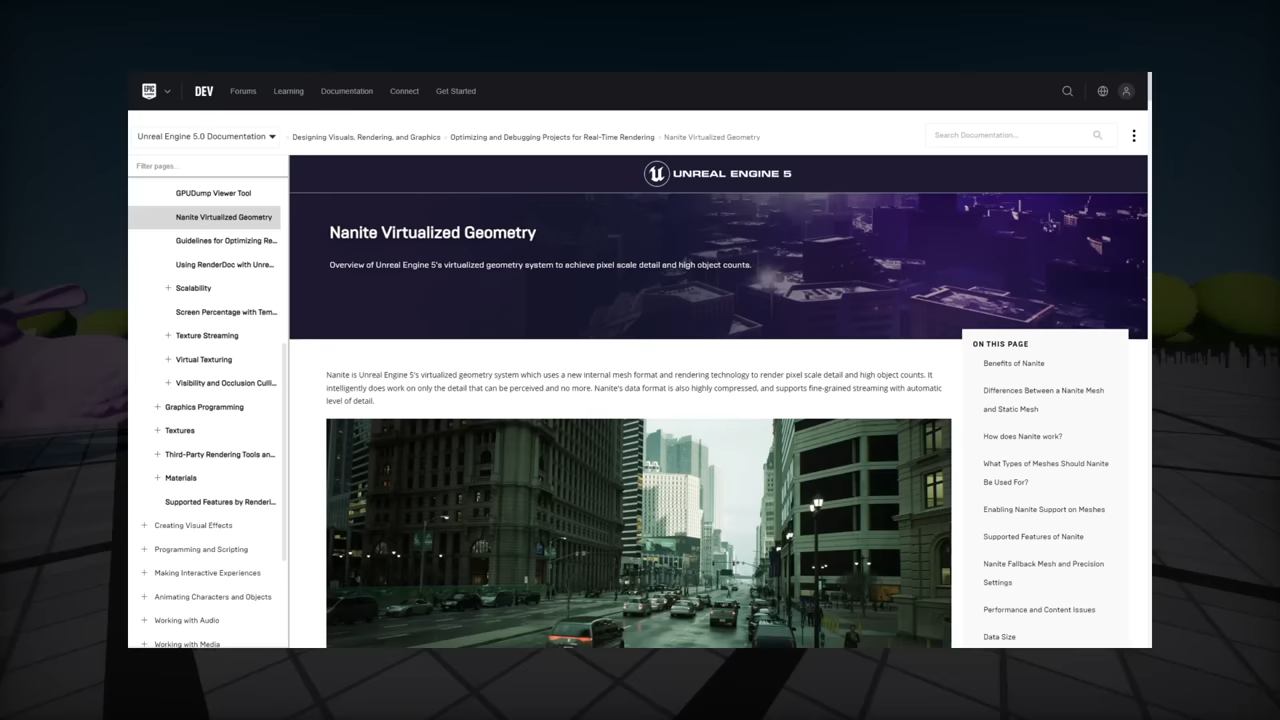 EPIC GAMES
DEV
Forums
Learning
Documentation
Connect
Get Started
Unreal Engine 5.0 Documentation
Designing Visuals, Rendering, and Graphics
Optimizing and Debugging Projects for Real-Time Rendering
Nanite Virtualized Geometry
Search Documentation...
Filter pages...
GPUDump Viewer Tool
Nanite Virtualized Geometry
Guidelines for Optimizing Re...
Using RenderDoc with Unre...
Scalability
Screen Percentage with Tem...
Texture Streaming
Virtual Texturing
Visibility and Occlusion Culli...
Graphics Programming
Textures
Third-Party Rendering Tools an...
Materials
Supported Features by Renderi...
Creating Visual Effects
Programming and Scripting
Making Interactive Experiences
Animating Characters and Objects
Working with Audio
Working with Media
UNREAL ENGINE 5
Nanite Virtualized Geometry
Overview of Unreal Engine 5's virtualized geometry system to achieve pixel scale detail and high object counts.
Nanite is Unreal Engine 5's virtualized geometry system which uses a new internal mesh format and rendering technology to render pixel scale detail and high object counts. It
intelligently does work on only the detail that can be perceived and no more. Nanite's data format is also highly compressed, and supports fine-grained streaming with automatic
level of detail.
ON THIS PAGE
Benefits of Nanite
Differences Between a Nanite Mesh
and Static Mesh
How does Nanite work?
What Types of Meshes Should Nanite
Be Used For?
Enabling Nanite Support on Meshes
Supported Features of Nanite
Nanite Fallback Mesh and Precision
Settings
Performance and Content Issues
Data Size